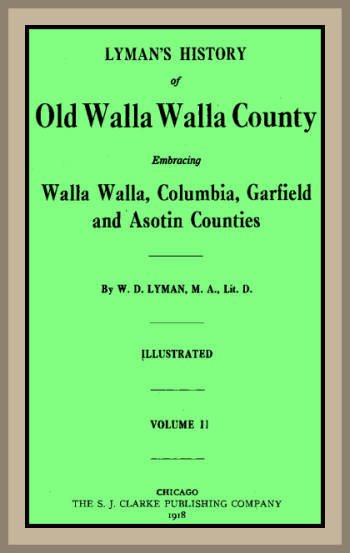 LYMAN'S HISTORY
of
Old Walla Walla County
Embracing
Walla Walla, Columbia, Garfield
and Asotin Counties
By W. D. LYMAN, M. A., Lit. D.
ILLUSTRATED
VOLUME II
CHICAGO
THE S. J. CLARKE PUBLISHING COMPANY
1918